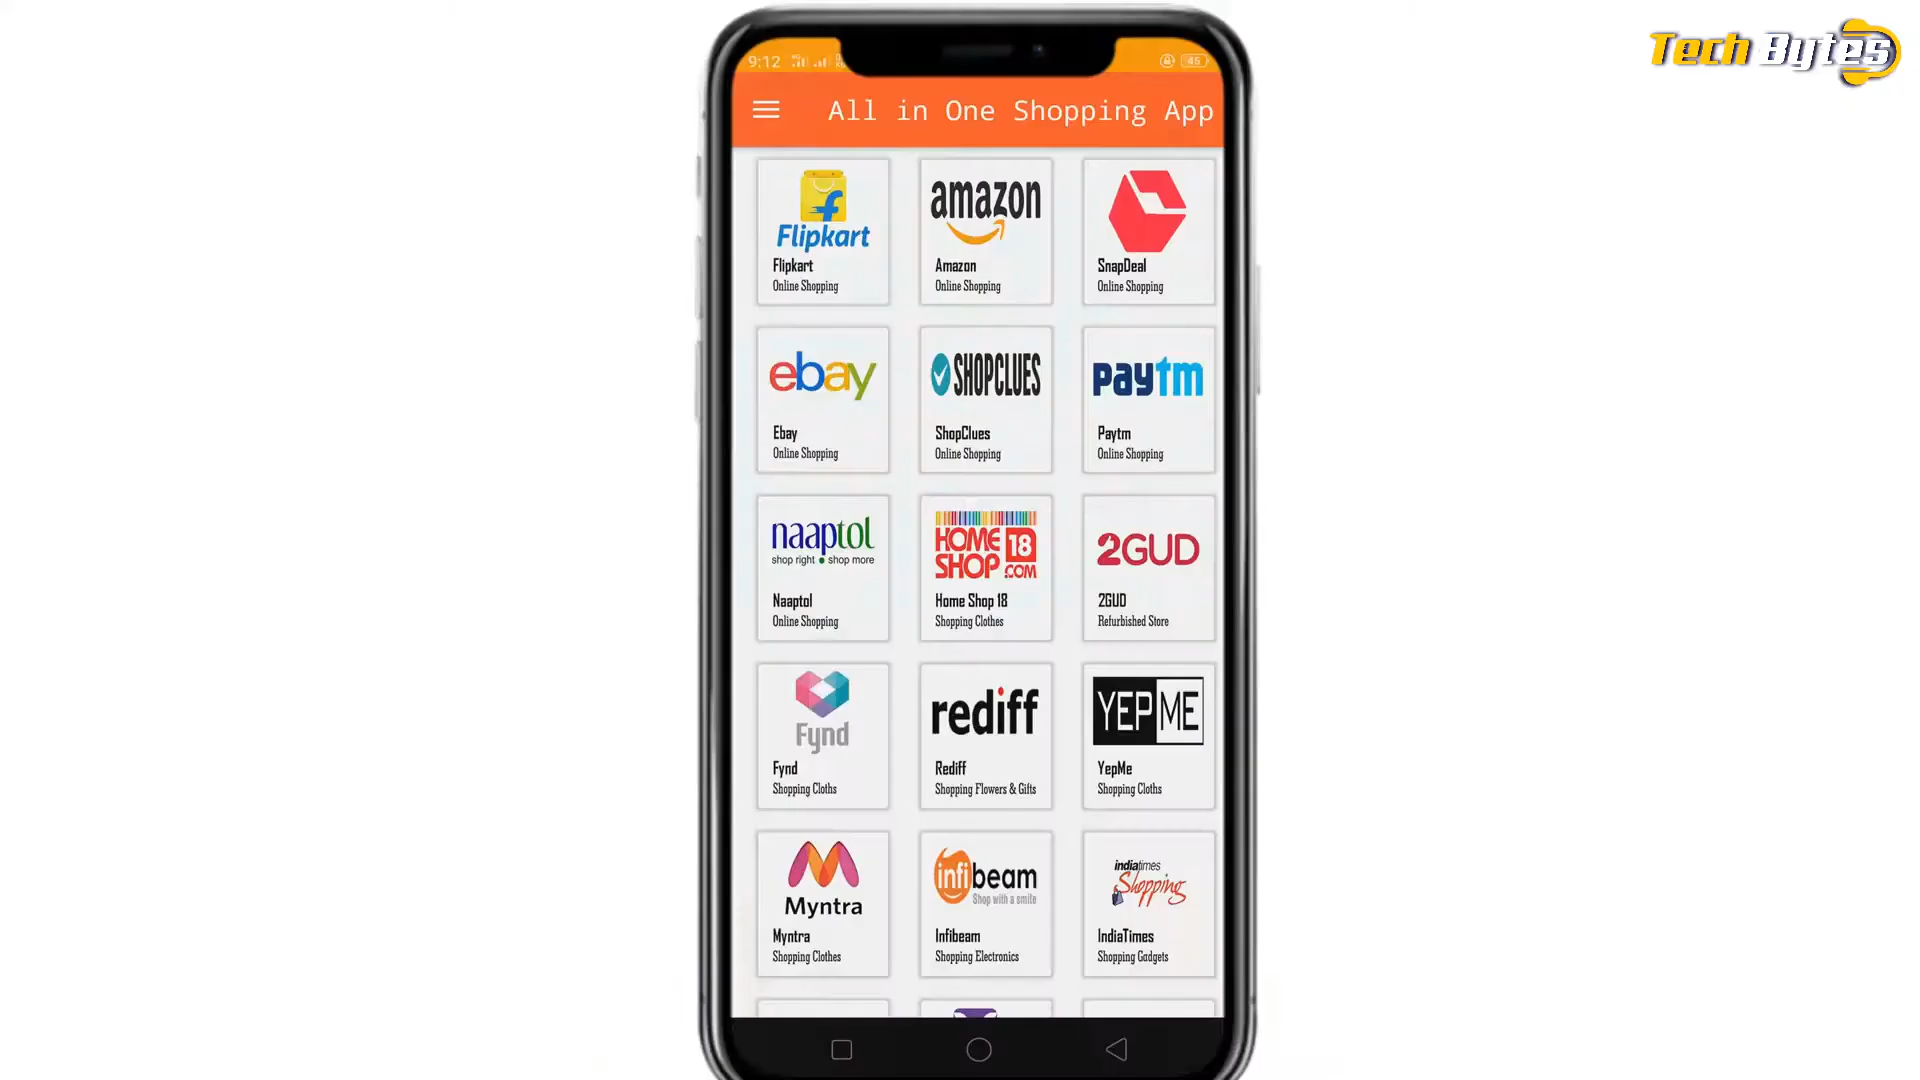 Tech Bytes
9:12
45
All in One Shopping App
Flipkart
Flipkart
Online Shopping
amazon
Amazon
Online Shopping
SnapDeal
Online Shopping
ebay
Ebay
Online Shopping
SHOPCLUES
ShopClues
Online Shopping
paytm
Paytm
Online Shopping
naaptol
shop right • shop more
Naaptol
Online Shopping
HOME 18
SHOP .COM
Home Shop 18
Shopping Clothes
2GUD
2GUD
Refurbished Store
Fynd
Fynd
Shopping Cloths
rediff
Rediff
Shopping Flowers & Gifts
YEPME
YepMe
Shopping Cloths
Myntra
Myntra
Shopping Clothes
infibeam
Shop with a smile
Infibeam
Shopping Electronics
indiatimes
Shopping
IndiaTimes
Shopping Gadgets